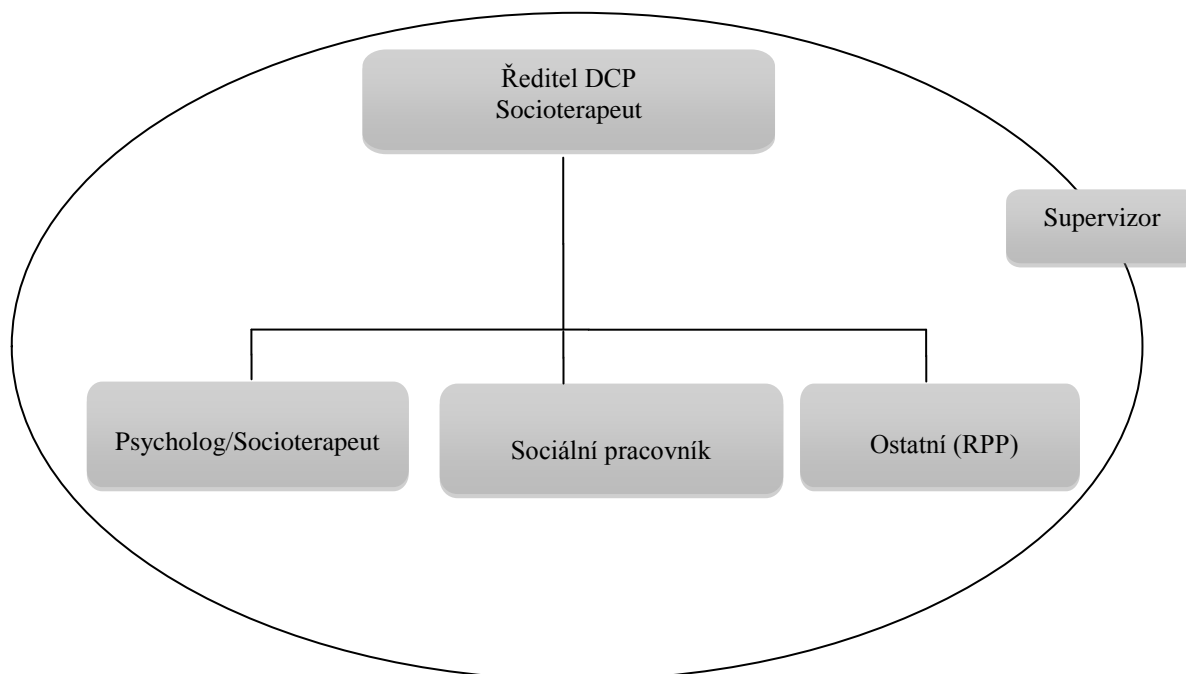 Ředitel DCP
Socioterapeut
Supervizor
Psycholog/Socioterapeut
Sociální pracovník
Ostatní (RPP)